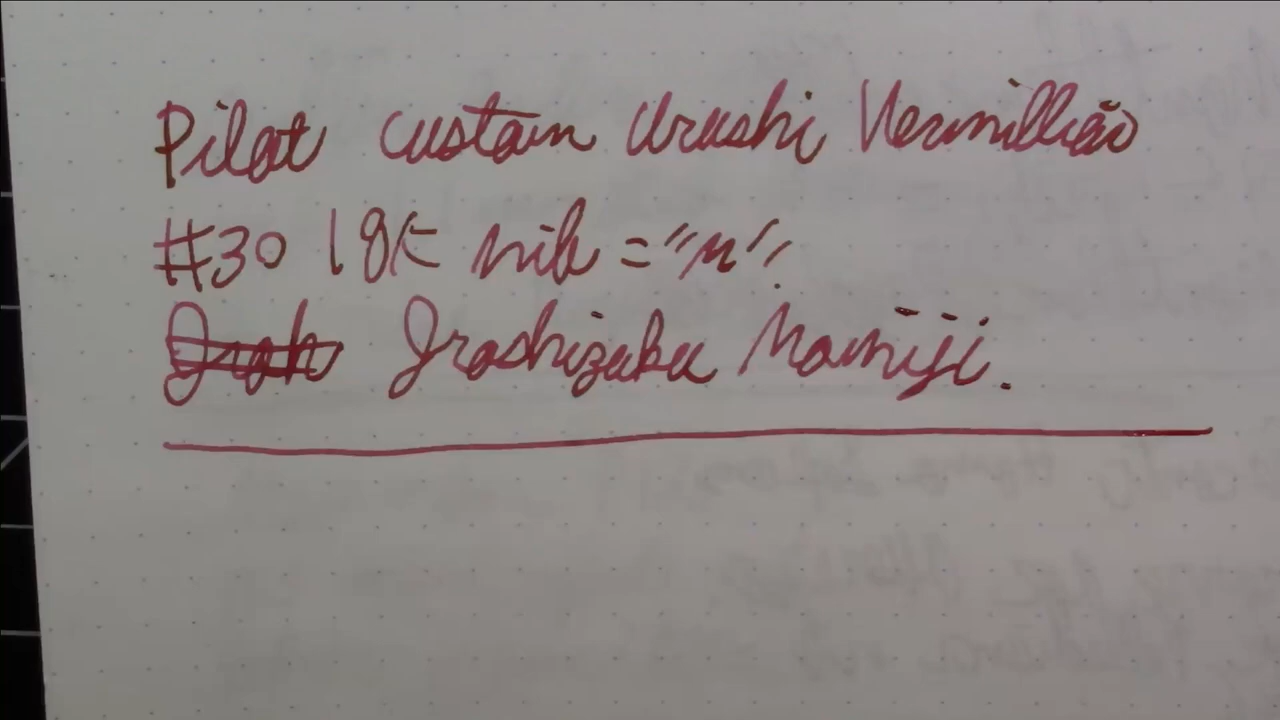 Pilot Custom Urushi Vermillion
#30 18K nib = "M".
Iroshizuku Momiji.